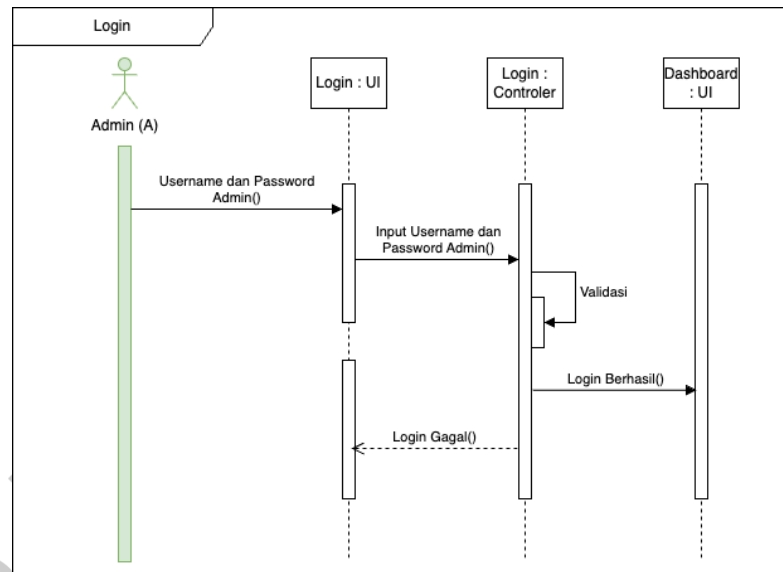 Login
Admin (A)
Login : UI
Login :
Controler
Dashboard
: UI
Username dan Password
Admin()
Input Username dan
Password Admin()
Validasi
Login Berhasil()
Login Gagal()